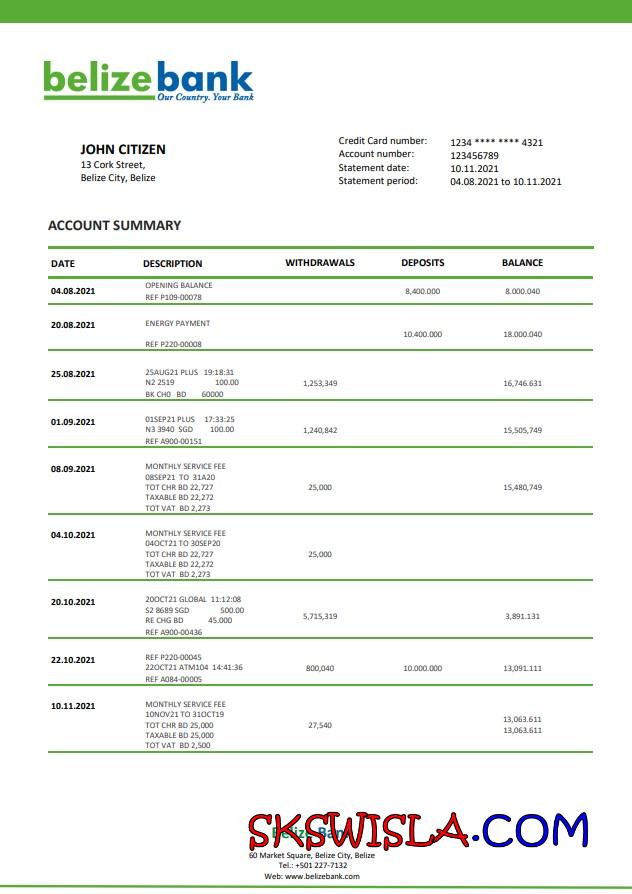 belizebank
Our Country. Your Bank
JOHN CITIZEN
13 Cork Street,
Belize City, Belize
Credit Card number: 1234 **** **** 4321
Account number: 123456789
Statement date: 10.11.2021
Statement period: 04.08.2021 to 10.11.2021
ACCOUNT SUMMARY
DATE DESCRIPTION WITHDRAWALS DEPOSITS BALANCE
04.08.2021 OPENING BALANCE 8,400.000 8.000.040
REF P109-00078
20.08.2021 ENERGY PAYMENT
10.400.000 18.000.040
REF P220-00008
25.08.2021 25AUG21 PLUS 19:18:31
N2 2519 100.00 1,253,349 16,746.631
BK CH0 BD 60000
01.09.2021 01SEP21 PLUS 17:33:25
N3 3940 SGD 100.00 1,240,842 15,505,749
REF A900-00151
08.09.2021 MONTHLY SERVICE FEE
08SEP21 TO 31A20
TOT CHR BD 22,727 25,000 15,480,749
TAXABLE BD 22,272
TOT VAT BD 2,273
04.10.2021 MONTHLY SERVICE FEE
04OCT21 TO 30SEP20
TOT CHR BD 22,727 25,000
TAXABLE BD 22,272
TOT VAT BD 2,273
20.10.2021 20OCT21 GLOBAL 11:12:08
S2 8689 SGD 500.00
RE CHG BD 45.000 5,715,319 3,891.131
REF A900-00436
22.10.2021 REF P220-00045
22OCT21 ATM104 14:41:36 800,040 10.000.000 13,091.111
REF A084-00005
10.11.2021 MONTHLY SERVICE FEE
10NOV21 TO 31OCT19 13,063.611
TOT CHR BD 25,000 27,540 13,063.611
TAXABLE BD 25,000
TOT VAT BD 2,500
SKSWISLA.COM
Belize Bank
60 Market Square, Belize City, Belize
Tel.: +501 227-7132
Web: www.belizebank.com